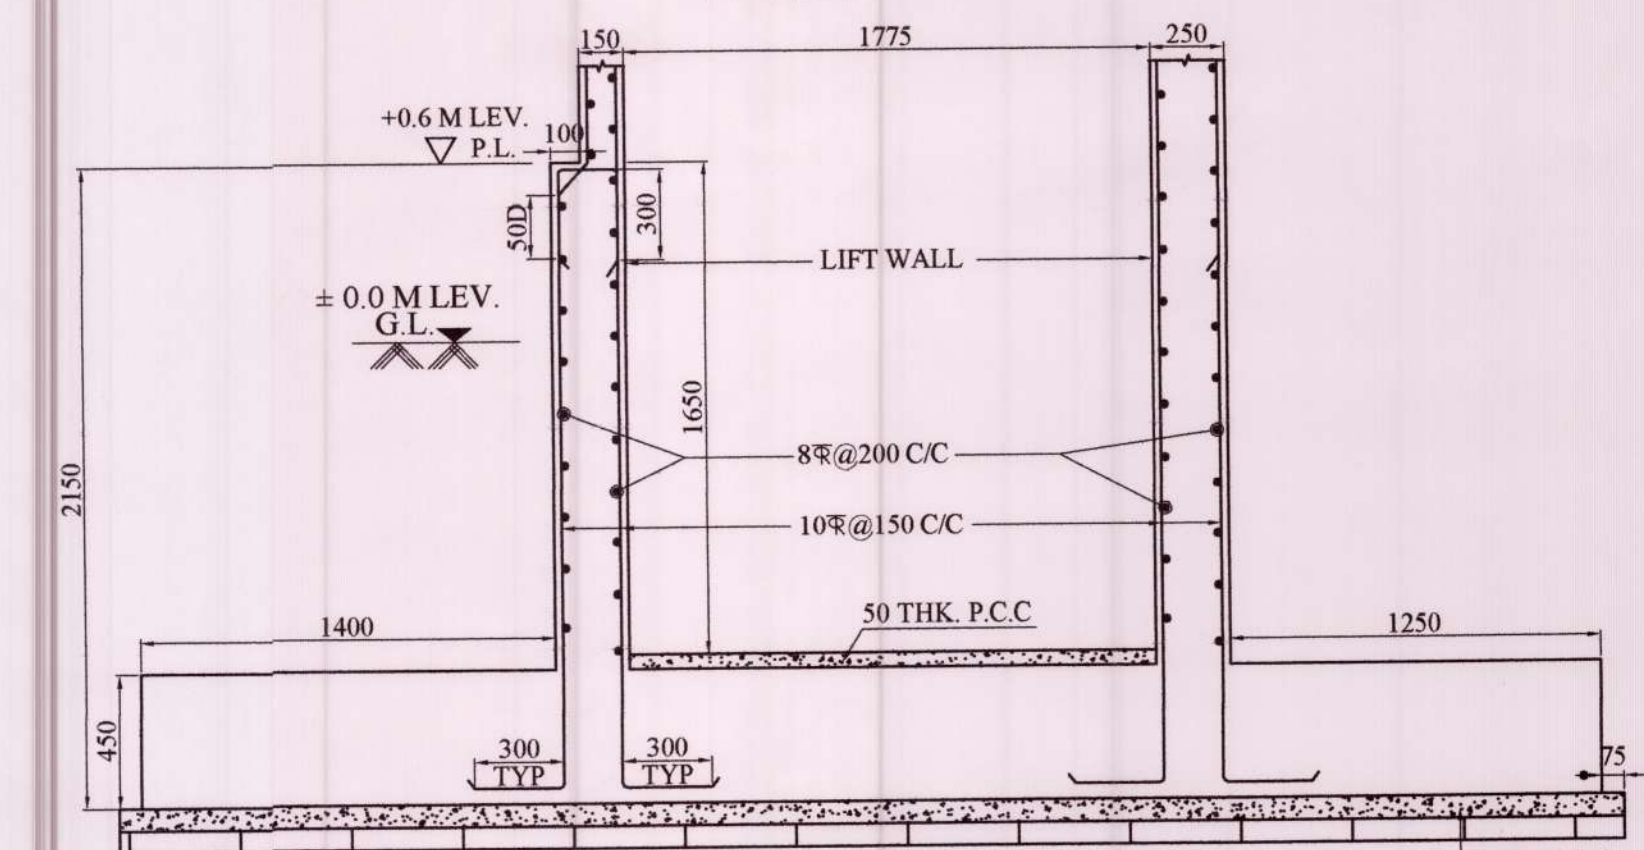 150
1775
250
+0.6 M LEV.
P.L.
100
50D
300
LIFT WALL
± 0.0 M LEV.
G.L.
1650
2150
8@200 C/C
10@150 C/C
50 THK. P.C.C
1400
1250
450
300
TYP
300
TYP
75